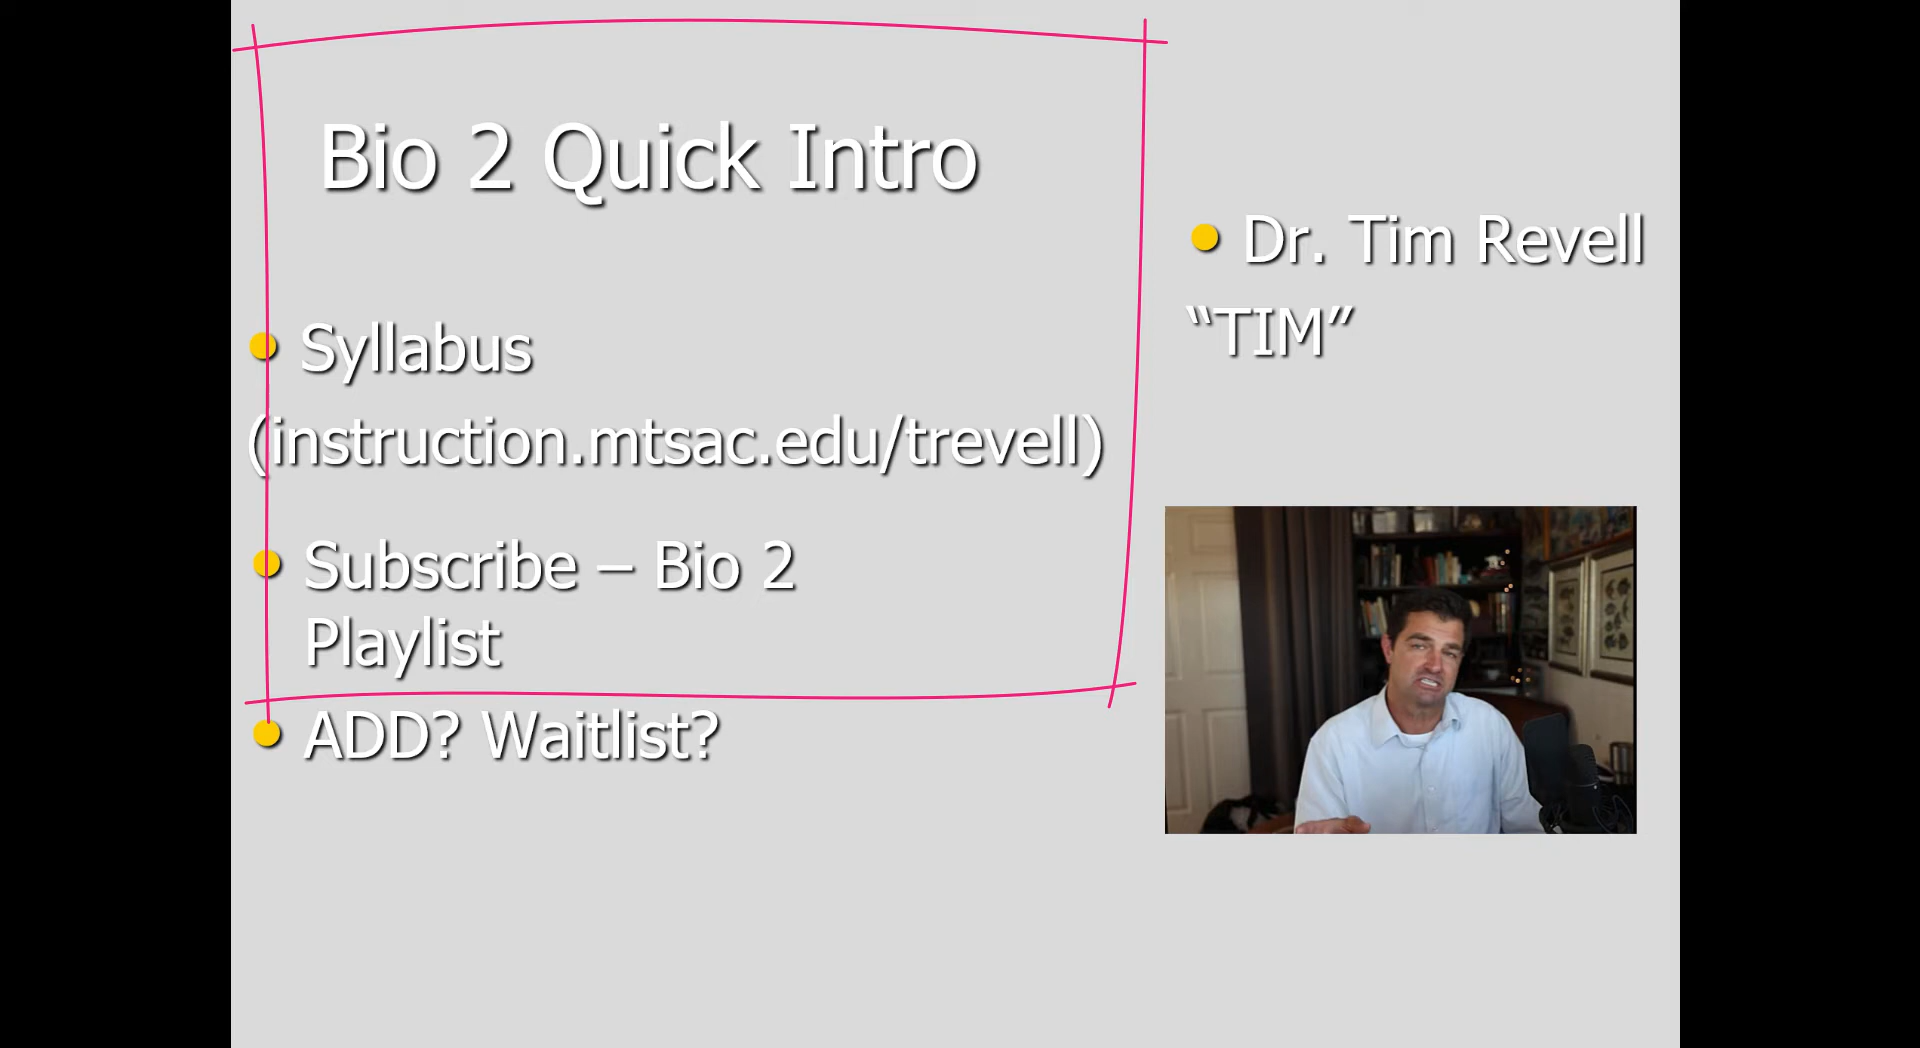 Bio 2 Quick Intro
Syllabus
(instruction.mtsac.edu/trevell)
Subscribe – Bio 2
Playlist
ADD? Waitlist?
Dr. Tim Revell
“TIM”